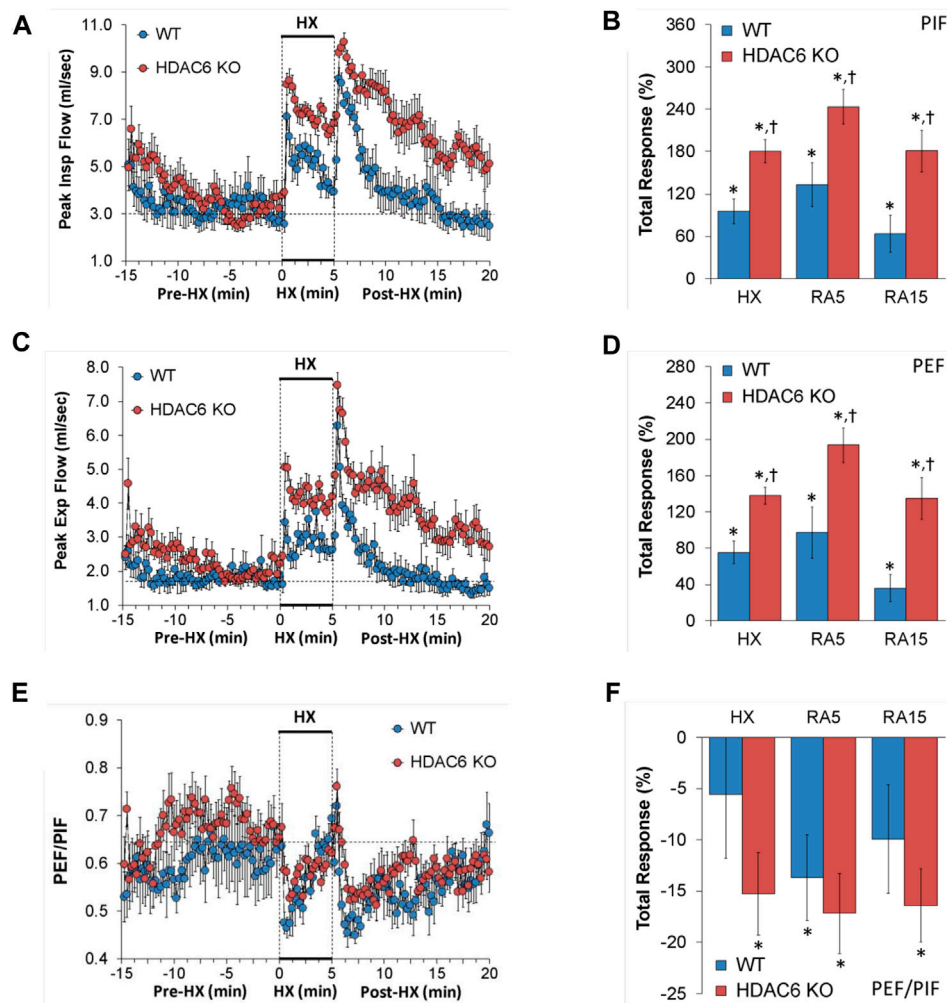 A
HX
WT
HDAC6 KO
Peak Insp Flow (ml/sec)
11.0
9.0
7.0
5.0
3.0
1.0
-15 -10 -5 0 5 10 15 20
Pre-HX (min) HX (min) Post-HX (min)
B
PIF
WT
HDAC6 KO
Total Response (%)
360
300
240
180
120
60
0
* *,† * *,† * *,†
HX RA5 RA15
C
HX
WT
HDAC6 KO
Peak Exp Flow (ml/sec)
8.0
7.0
6.0
5.0
4.0
3.0
2.0
1.0
-15 -10 -5 0 5 10 15 20
Pre-HX (min) HX (min) Post-HX (min)
D
PEF
WT
HDAC6 KO
Total Response (%)
280
240
200
160
120
80
40
0
* *,† * *,† * *,†
HX RA5 RA15
E
HX
WT
HDAC6 KO
PEF/PIF
0.9
0.8
0.7
0.6
0.5
0.4
-15 -10 -5 0 5 10 15 20
Pre-HX (min) HX (min) Post-HX (min)
F
HX RA5 RA15
Total Response (%)
0
-5
-10
-15
-20
-25
* * * *
WT
HDAC6 KO
PEF/PIF